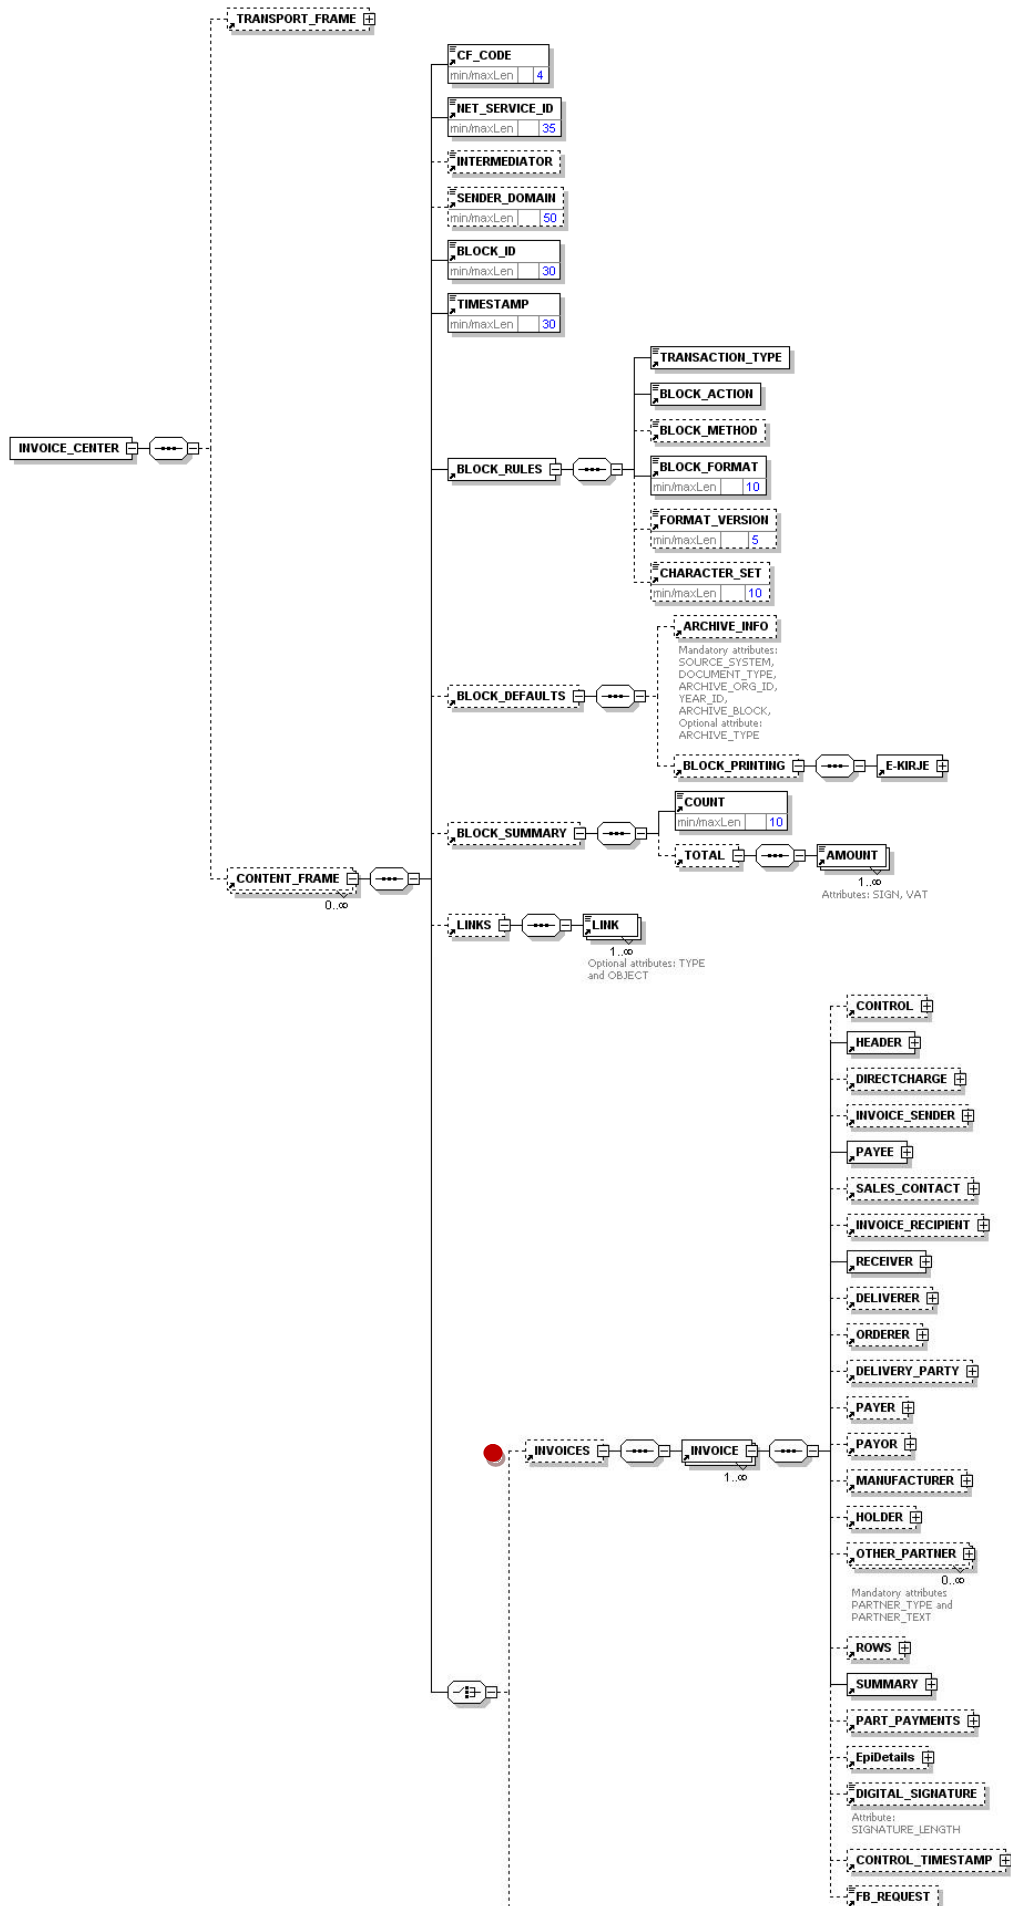 TRANSPORT_FRAME
CF_CODE
min/maxLen 4
NET_SERVICE_ID
min/maxLen 35
INTERMEDIATOR
SENDER_DOMAIN
min/maxLen 50
BLOCK_ID
min/maxLen 30
TIMESTAMP
min/maxLen 30
TRANSACTION_TYPE
BLOCK_ACTION
BLOCK_METHOD
INVOICE_CENTER
BLOCK_RULES
BLOCK_FORMAT
min/maxLen 10
FORMAT_VERSION
min/maxLen 5
CHARACTER_SET
min/maxLen 10
ARCHIVE_INFO
Mandatory attributes:
SOURCE_SYSTEM,
DOCUMENT_TYPE,
ARCHIVE_ORG_ID,
YEAR_ID,
ARCHIVE_BLOCK,
Optional attribute:
ARCHIVE_TYPE
BLOCK_DEFAULTS
BLOCK_PRINTING
E-KIRJE
COUNT
min/maxLen 10
BLOCK_SUMMARY
TOTAL
AMOUNT
1..∞
Attributes: SIGN, VAT
CONTENT_FRAME
0..∞
LINKS
LINK
1..∞
Optional attributes: TYPE
and OBJECT
CONTROL
HEADER
DIRECTCHARGE
INVOICE_SENDER
PAYEE
SALES_CONTACT
INVOICE_RECIPIENT
RECEIVER
DELIVERER
ORDERER
DELIVERY_PARTY
PAYER
PAYOR
INVOICES
INVOICE
1..∞
MANUFACTURER
HOLDER
OTHER_PARTNER
0..∞
Mandatory attributes
PARTNER_TYPE and
PARTNER_TEXT
ROWS
SUMMARY
PART_PAYMENTS
EpiDetails
DIGITAL_SIGNATURE
Attribute:
SIGNATURE_LENGTH
CONTROL_TIMESTAMP
FB_REQUEST